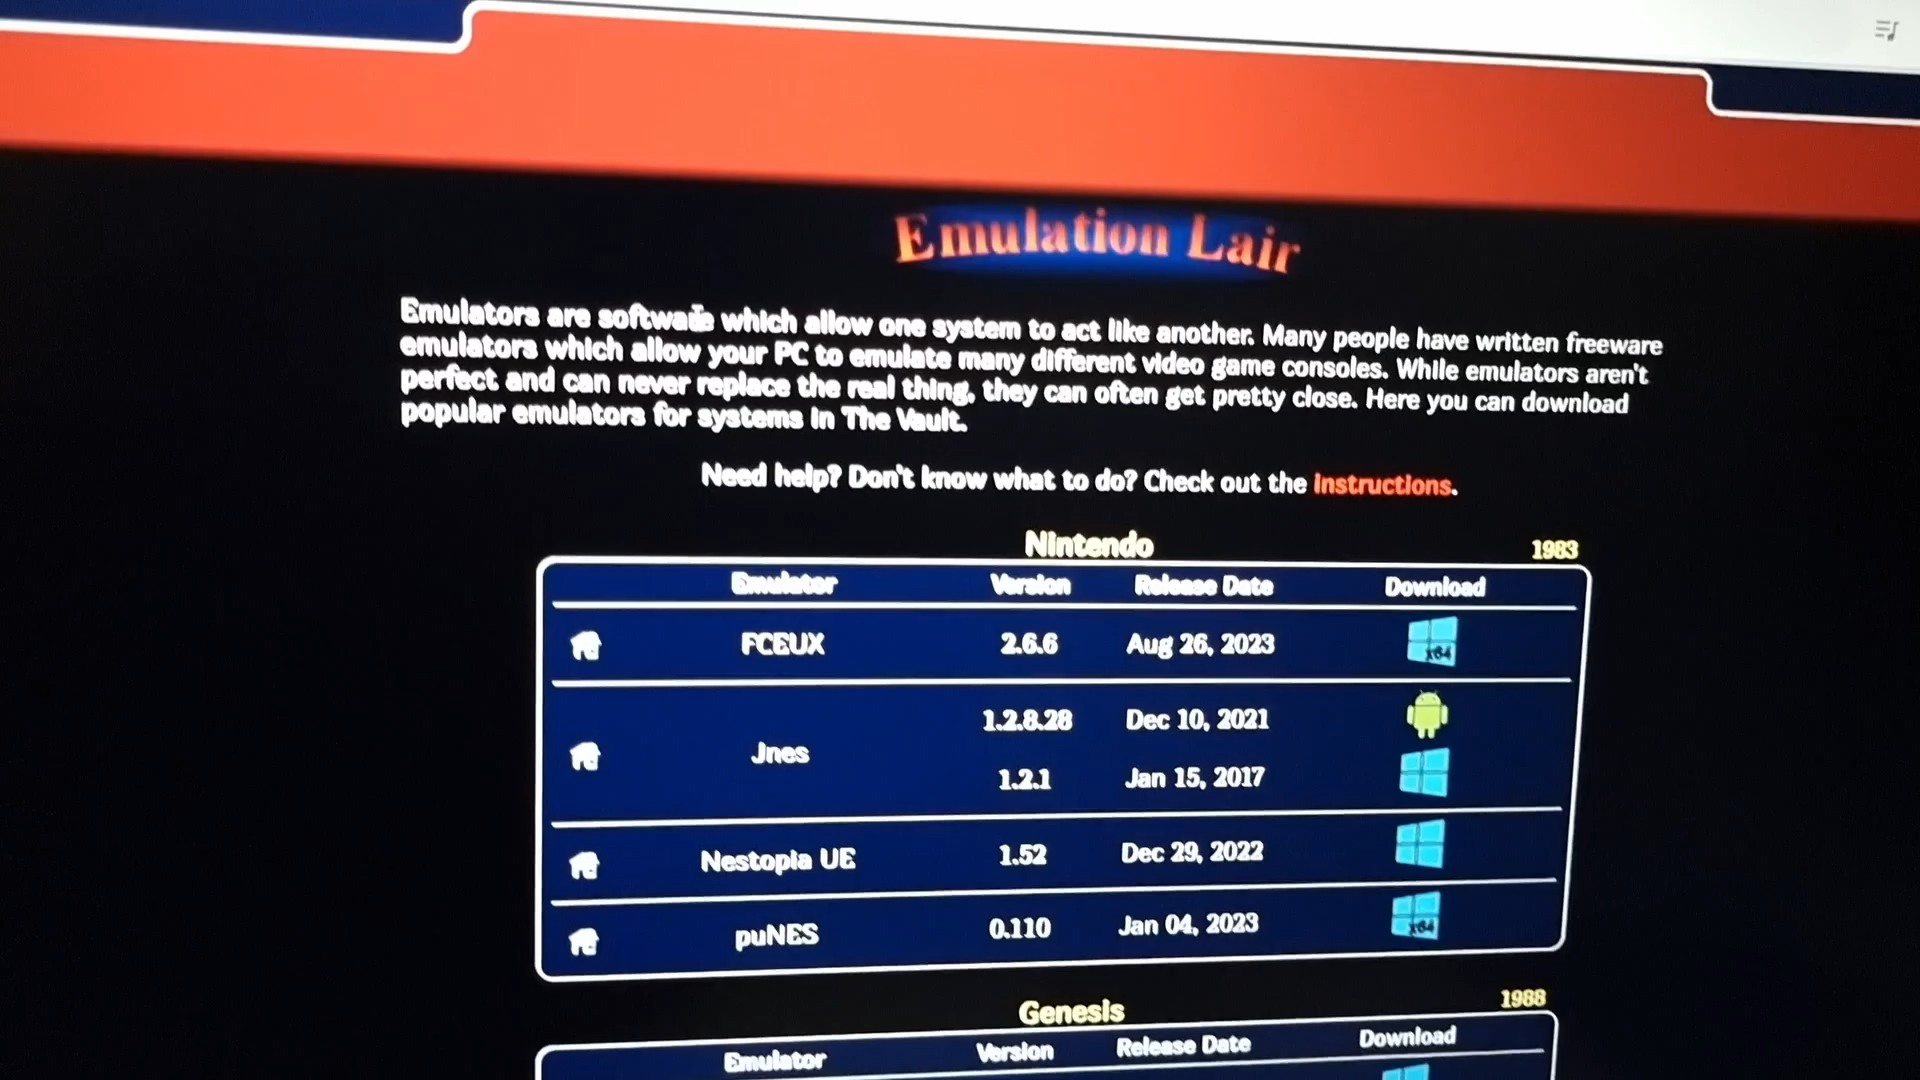 Emulation Lair
Emulators are software which allow one system to act like another. Many people have written freeware
emulators which allow your PC to emulate many different video game consoles. While emulators aren't
perfect and can never replace the real thing, they can often get pretty close. Here you can download
popular emulators for systems in The Vault.
Need help? Don't know what to do? Check out the instructions.
Nintendo 1983
Emulator Version Release Date Download
FCEUX 2.6.6 Aug 26, 2023 x64
Jnes 1.2.8.28 Dec 10, 2021
1.2.1 Jan 15, 2017
Nestopia UE 1.52 Dec 29, 2022
puNES 0.110 Jan 04, 2023 x64
Genesis 1988
Emulator Version Release Date Download